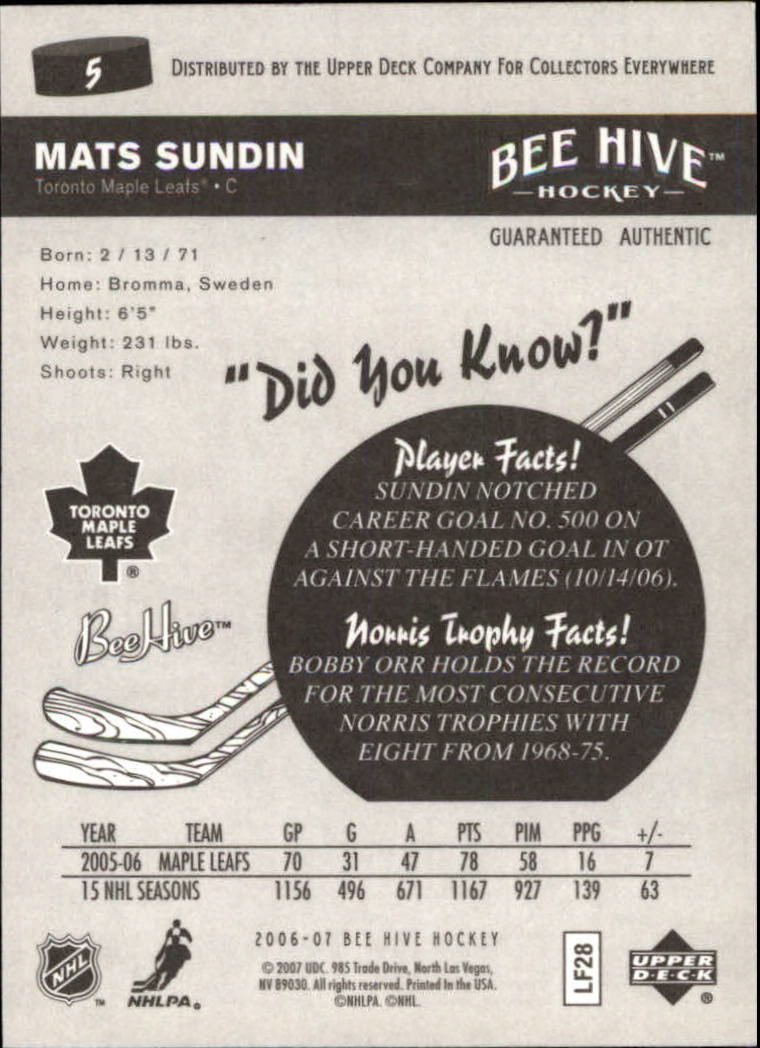 5
DISTRIBUTED BY THE UPPER DECK COMPANY FOR COLLECTORS EVERYWHERE
MATS SUNDIN
Toronto Maple Leafs® • C
BEE HIVE™
HOCKEY
GUARANTEED AUTHENTIC
Born: 2 / 13 / 71
Home: Bromma, Sweden
Height: 6'5"
Weight: 231 lbs.
Shoots: Right
"Did You Know?"
Player Facts!
SUNDIN NOTCHED
CAREER GOAL NO. 500 ON
A SHORT-HANDED GOAL IN OT
AGAINST THE FLAMES (10/14/06).
TORONTO
MAPLE
LEAFS
®
BeeHive™
Norris Trophy Facts!
BOBBY ORR HOLDS THE RECORD
FOR THE MOST CONSECUTIVE
NORRIS TROPHIES WITH
EIGHT FROM 1968-75.
YEAR TEAM GP G A PTS PIM PPG +/-
2005-06 MAPLE LEAFS 70 31 47 78 58 16 7
15 NHL SEASONS 1156 496 671 1167 927 139 63
NHL™
NHLPA®
2006-07 BEE HIVE HOCKEY
© 2007 UDC. 985 Trade Drive, North Las Vegas,
NV 89030. All rights reserved. Printed in the USA.
©NHLPA. ©NHL.
LF28
UPPER
D·E·C·K
®